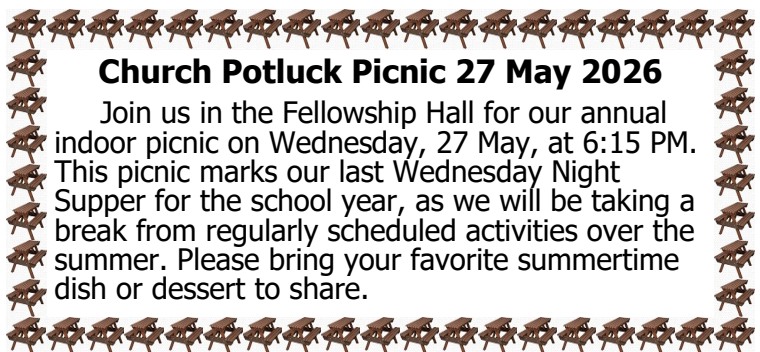 Church Potluck Picnic 27 May 2026
Join us in the Fellowship Hall for our annual
indoor picnic on Wednesday, 27 May, at 6:15 PM.
This picnic marks our last Wednesday Night
Supper for the school year, as we will be taking a
break from regularly scheduled activities over the
summer. Please bring your favorite summertime
dish or dessert to share.